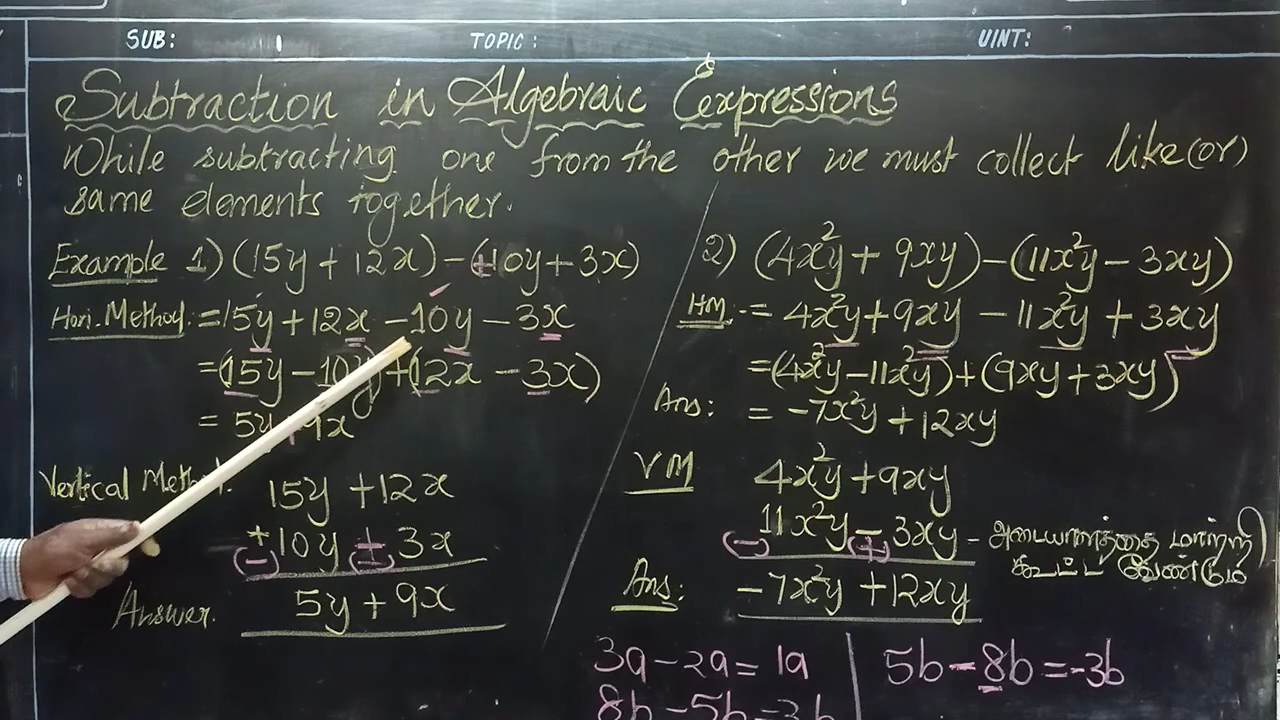 SUB: TOPIC: UINT:
Subtraction in Algebraic Expressions
While subtracting one from the other we must collect like (or)
same elements together.
Example 1) (15y + 12x) - (+10y + 3x)
Hori. Method: = 15y + 12x - 10y - 3x
= (15y - 10y) + (12x - 3x)
= 5y + 9x
Vertical Method. 15y + 12x
+10y + 3x
(-) (-)
Answer. 5y + 9x
2) (4x²y + 9xy) - (11x²y - 3xy)
HM: = 4x²y + 9xy - 11x²y + 3xy
= (4x²y - 11x²y) + (9xy + 3xy)
Ans: = -7x²y + 12xy
VM 4x²y + 9xy
11x²y - 3xy - அடையாளத்தை மாற்றி
(-) (+) கூட்ட வேண்டும்
Ans: -7x²y + 12xy
3a - 2a = 1a
8b - 5b = 3b
5b - 8b = -3b